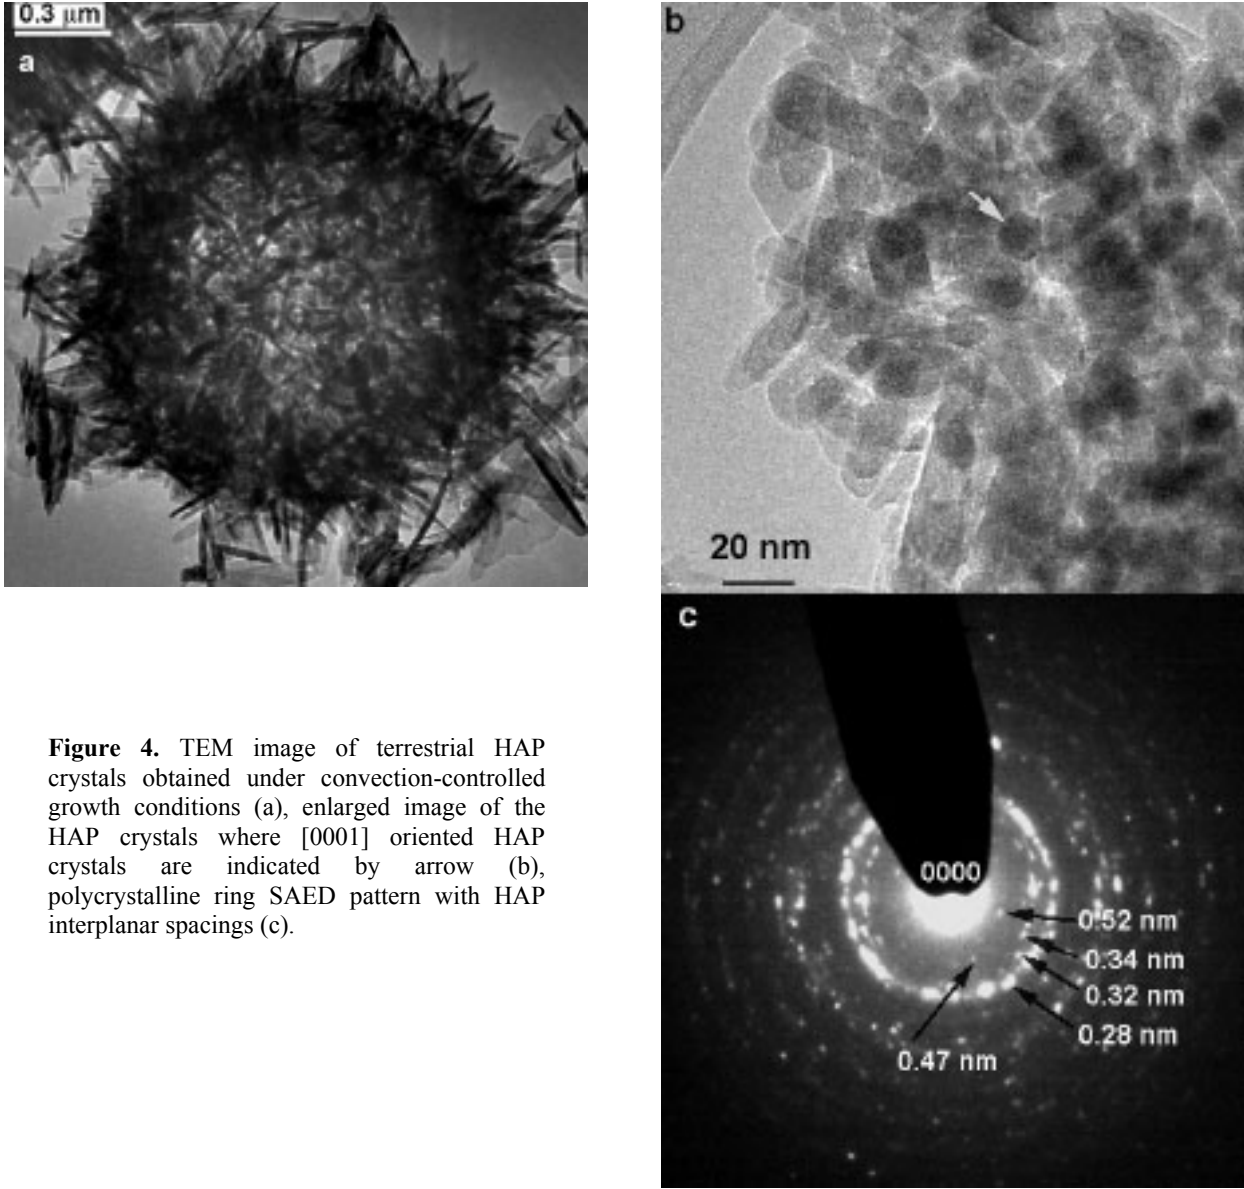 0.3 μm
a
b
20 nm
c
0000
0.52 nm
0.34 nm
0.32 nm
0.28 nm
0.47 nm
Figure 4. TEM image of terrestrial HAP
crystals obtained under convection-controlled
growth conditions (a), enlarged image of the
HAP crystals where [0001] oriented HAP
crystals are indicated by arrow (b),
polycrystalline ring SAED pattern with HAP
interplanar spacings (c).